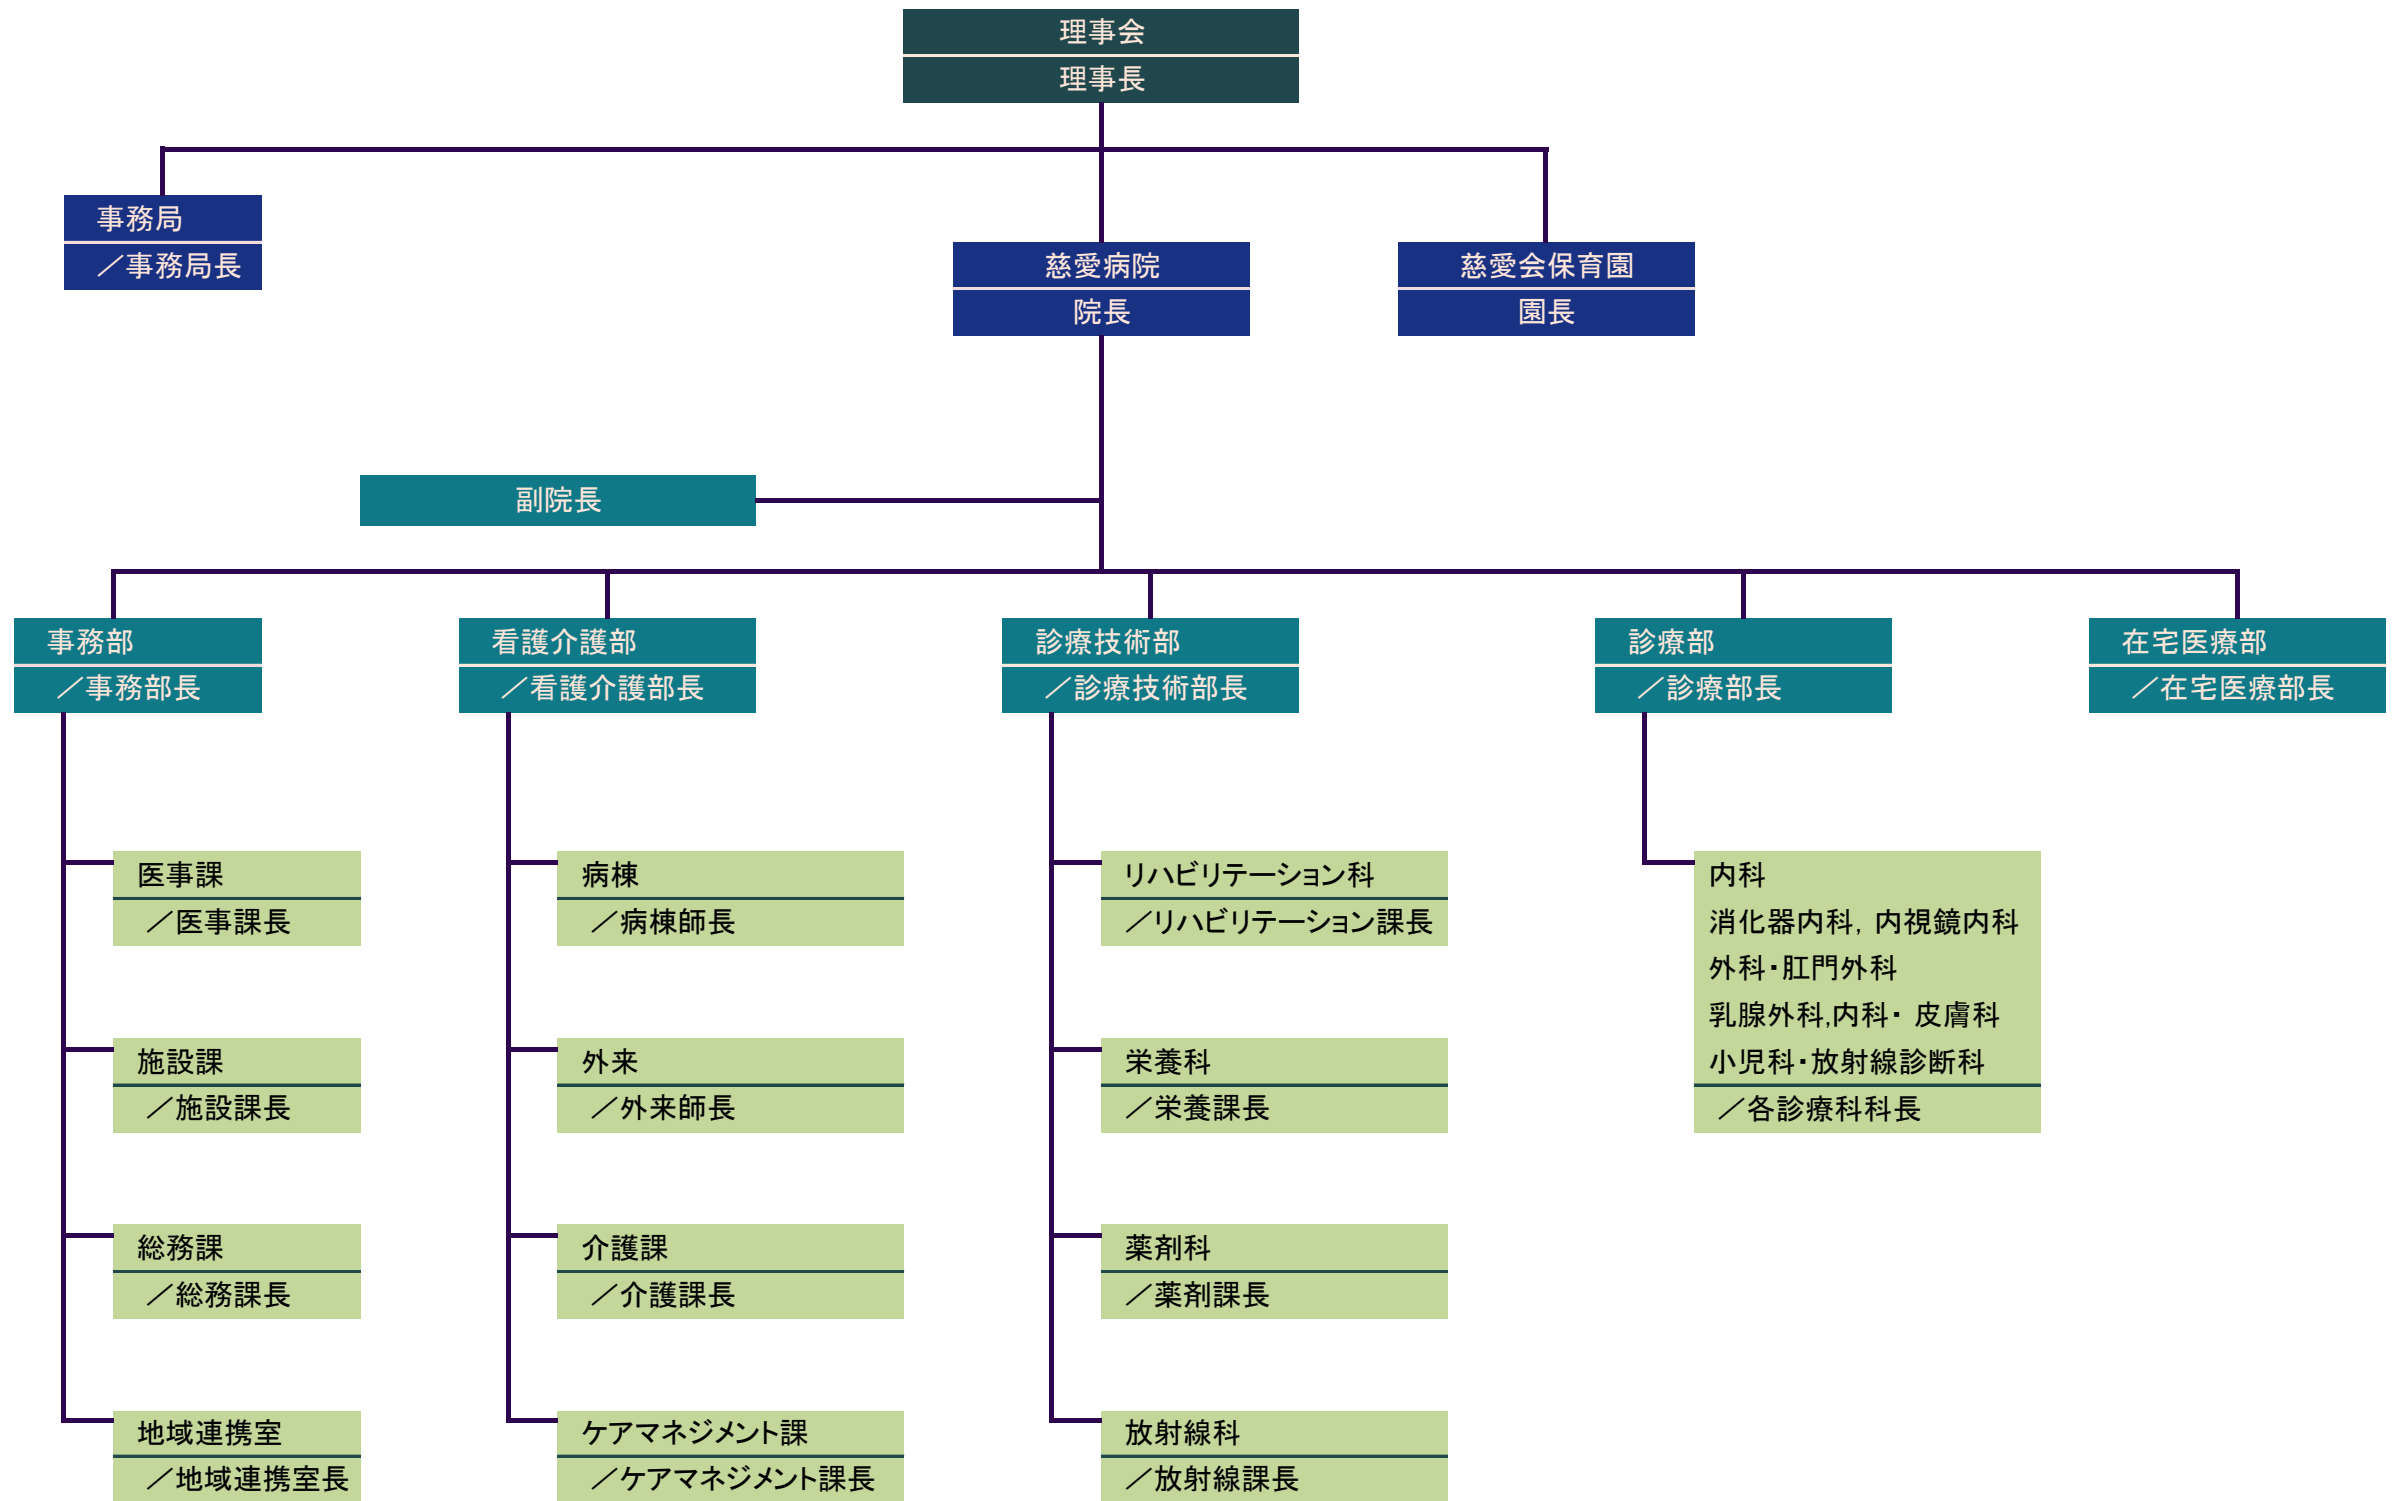 理事会
理事長
事務局
／事務局長
慈愛病院
院長
慈愛会保育園
園長
副院長
事務部
／事務部長
看護介護部
／看護介護部長
診療技術部
／診療技術部長
診療部
／診療部長
在宅医療部
／在宅医療部長
医事課
／医事課長
施設課
／施設課長
総務課
／総務課長
地域連携室
／地域連携室長
病棟
／病棟師長
外来
／外来師長
介護課
／介護課長
ケアマネジメント課
／ケアマネジメント課長
リハビリテーション科
／リハビリテーション課長
栄養科
／栄養課長
薬剤科
／薬剤課長
放射線科
／放射線課長
内科
消化器内科, 内視鏡内科
外科・肛門外科
乳腺外科,内科・ 皮膚科
小児科・放射線診断科
／各診療科科長